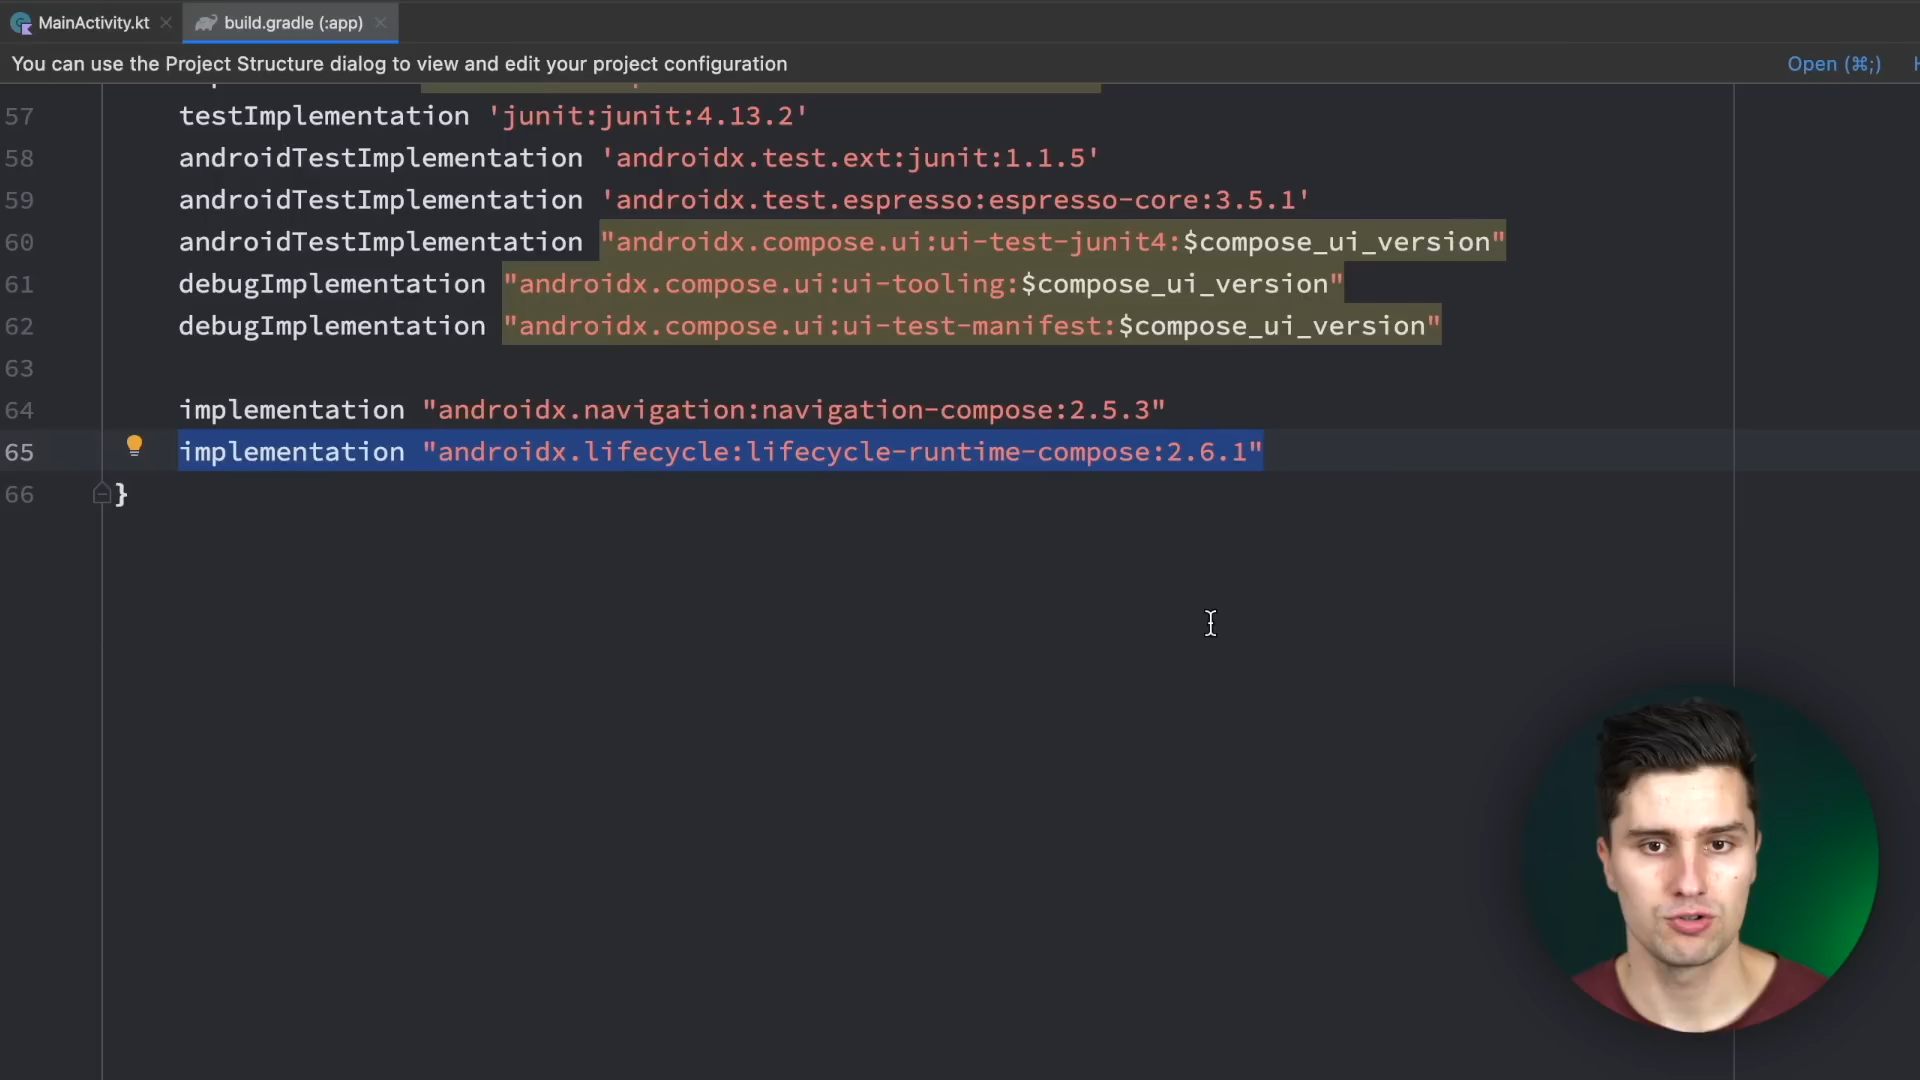 MainActivity.kt
build.gradle (:app)
You can use the Project Structure dialog to view and edit your project configuration
Open (⌘;)
57 testImplementation 'junit:junit:4.13.2'
58 androidTestImplementation 'androidx.test.ext:junit:1.1.5'
59 androidTestImplementation 'androidx.test.espresso:espresso-core:3.5.1'
60 androidTestImplementation "androidx.compose.ui:ui-test-junit4:$compose_ui_version"
61 debugImplementation "androidx.compose.ui:ui-tooling:$compose_ui_version"
62 debugImplementation "androidx.compose.ui:ui-test-manifest:$compose_ui_version"
63
64 implementation "androidx.navigation:navigation-compose:2.5.3"
65 implementation "androidx.lifecycle:lifecycle-runtime-compose:2.6.1"
66 }